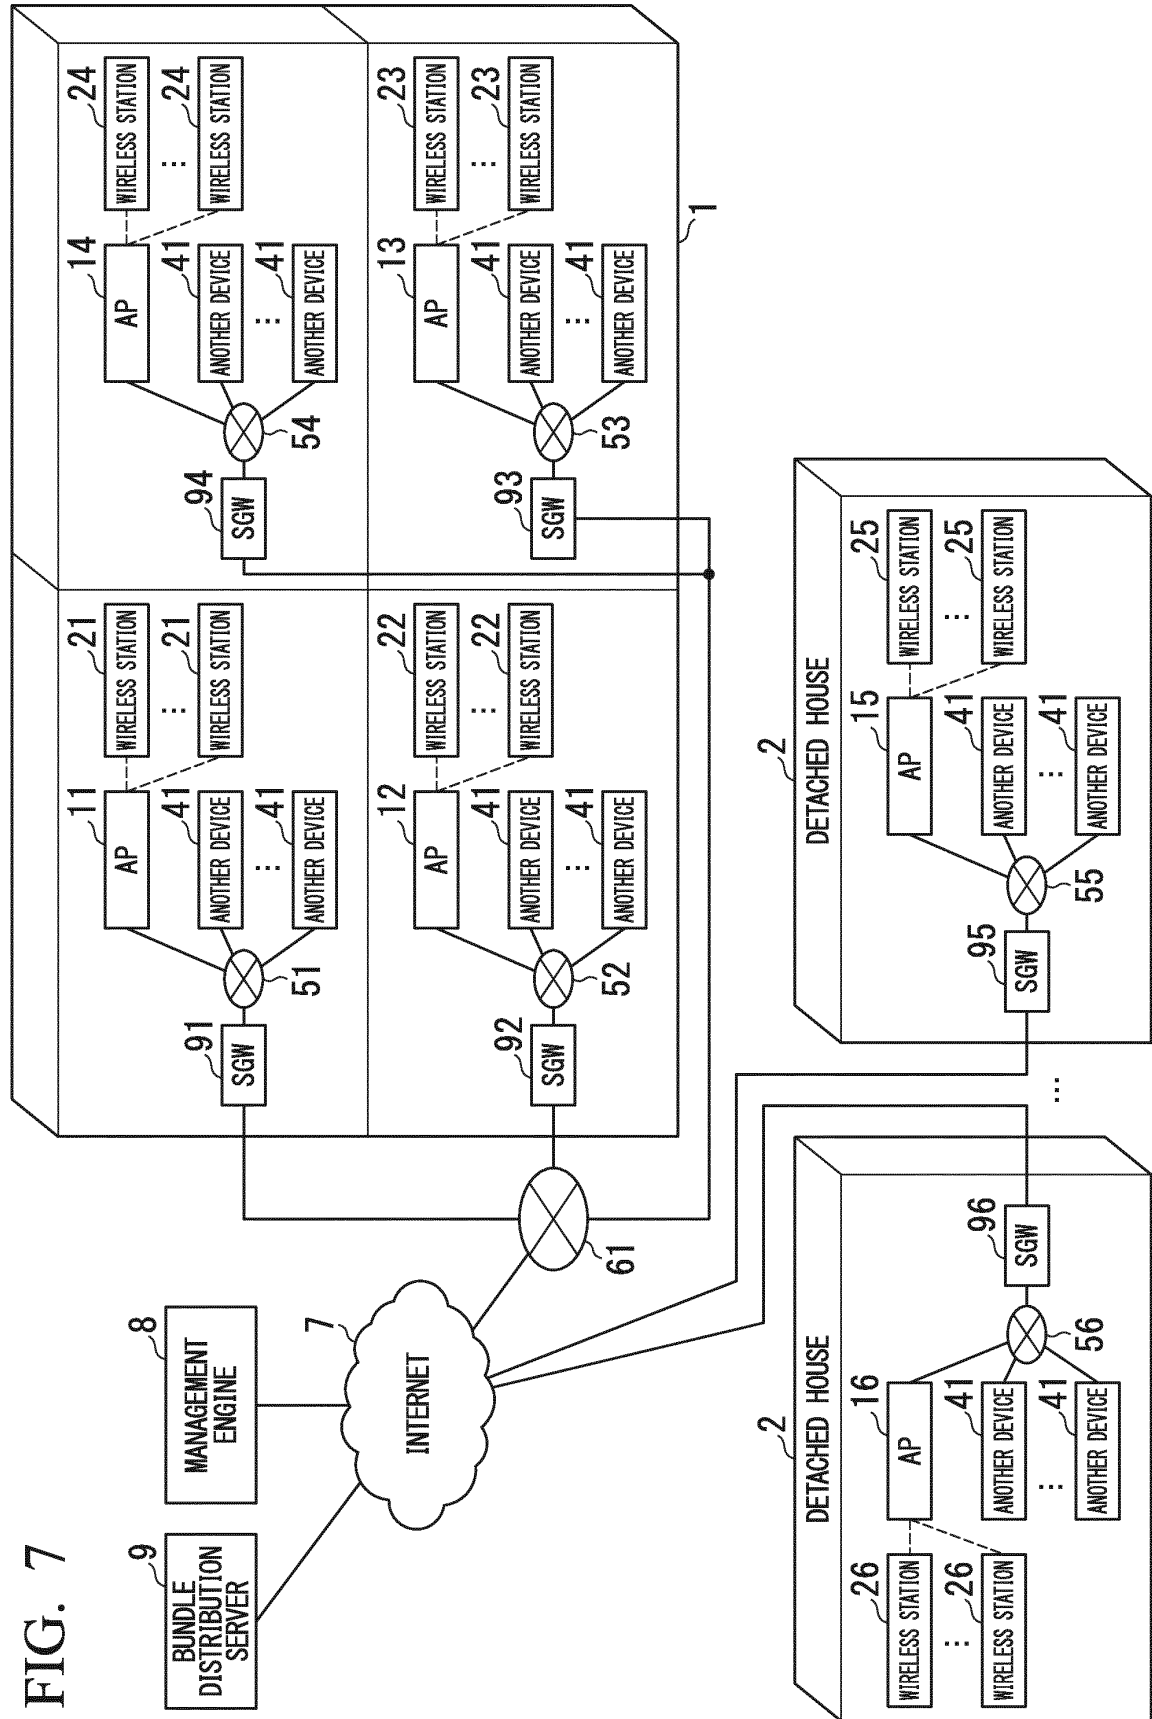 FIG. 7
9
BUNDLE
DISTRIBUTION
SERVER
8
MANAGEMENT
ENGINE
7
INTERNET
61
1
91
SGW
51
11
AP
41
ANOTHER DEVICE
⋮
41
ANOTHER DEVICE
21
WIRELESS STATION
⋮
21
WIRELESS STATION
94
SGW
54
14
AP
41
ANOTHER DEVICE
⋮
41
ANOTHER DEVICE
24
WIRELESS STATION
⋮
24
WIRELESS STATION
92
SGW
52
12
AP
41
ANOTHER DEVICE
⋮
41
ANOTHER DEVICE
22
WIRELESS STATION
⋮
22
WIRELESS STATION
93
SGW
53
13
AP
41
ANOTHER DEVICE
⋮
41
ANOTHER DEVICE
23
WIRELESS STATION
⋮
23
WIRELESS STATION
2
DETACHED HOUSE
26
WIRELESS STATION
⋮
26
WIRELESS STATION
16
AP
41
ANOTHER DEVICE
⋮
41
ANOTHER DEVICE
56
96
SGW
...
2
DETACHED HOUSE
95
SGW
55
15
AP
41
ANOTHER DEVICE
⋮
41
ANOTHER DEVICE
25
WIRELESS STATION
⋮
25
WIRELESS STATION